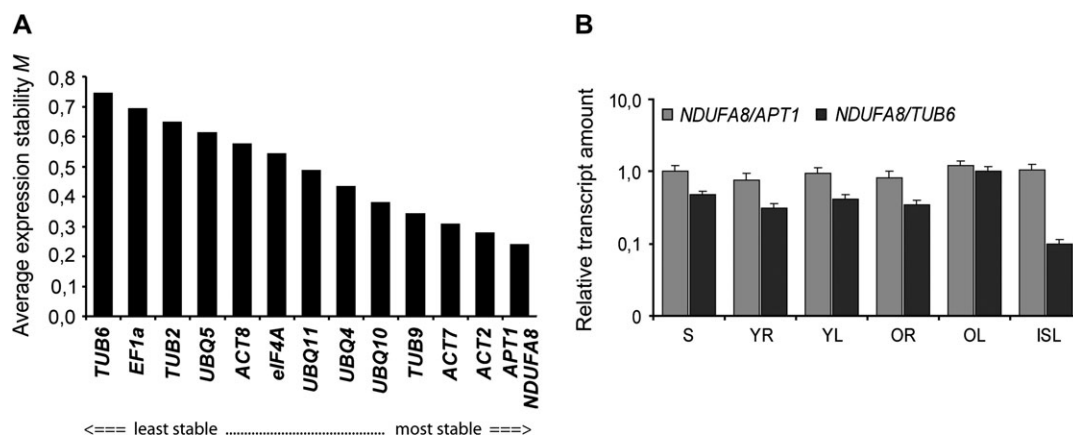 A
Average expression stability M
0,8
0,7
0,6
0,5
0,4
0,3
0,2
0,1
0,0
TUB6
EF1a
TUB2
UBQ5
ACT8
eIF4A
UBQ11
UBQ4
UBQ10
TUB9
ACT7
ACT2
APT1
NDUFA8
<=== least stable ....................................... most stable ===>
B
Relative transcript amount
10,0
1,0
0,1
0
NDUFA8/APT1
NDUFA8/TUB6
S
YR
YL
OR
OL
ISL